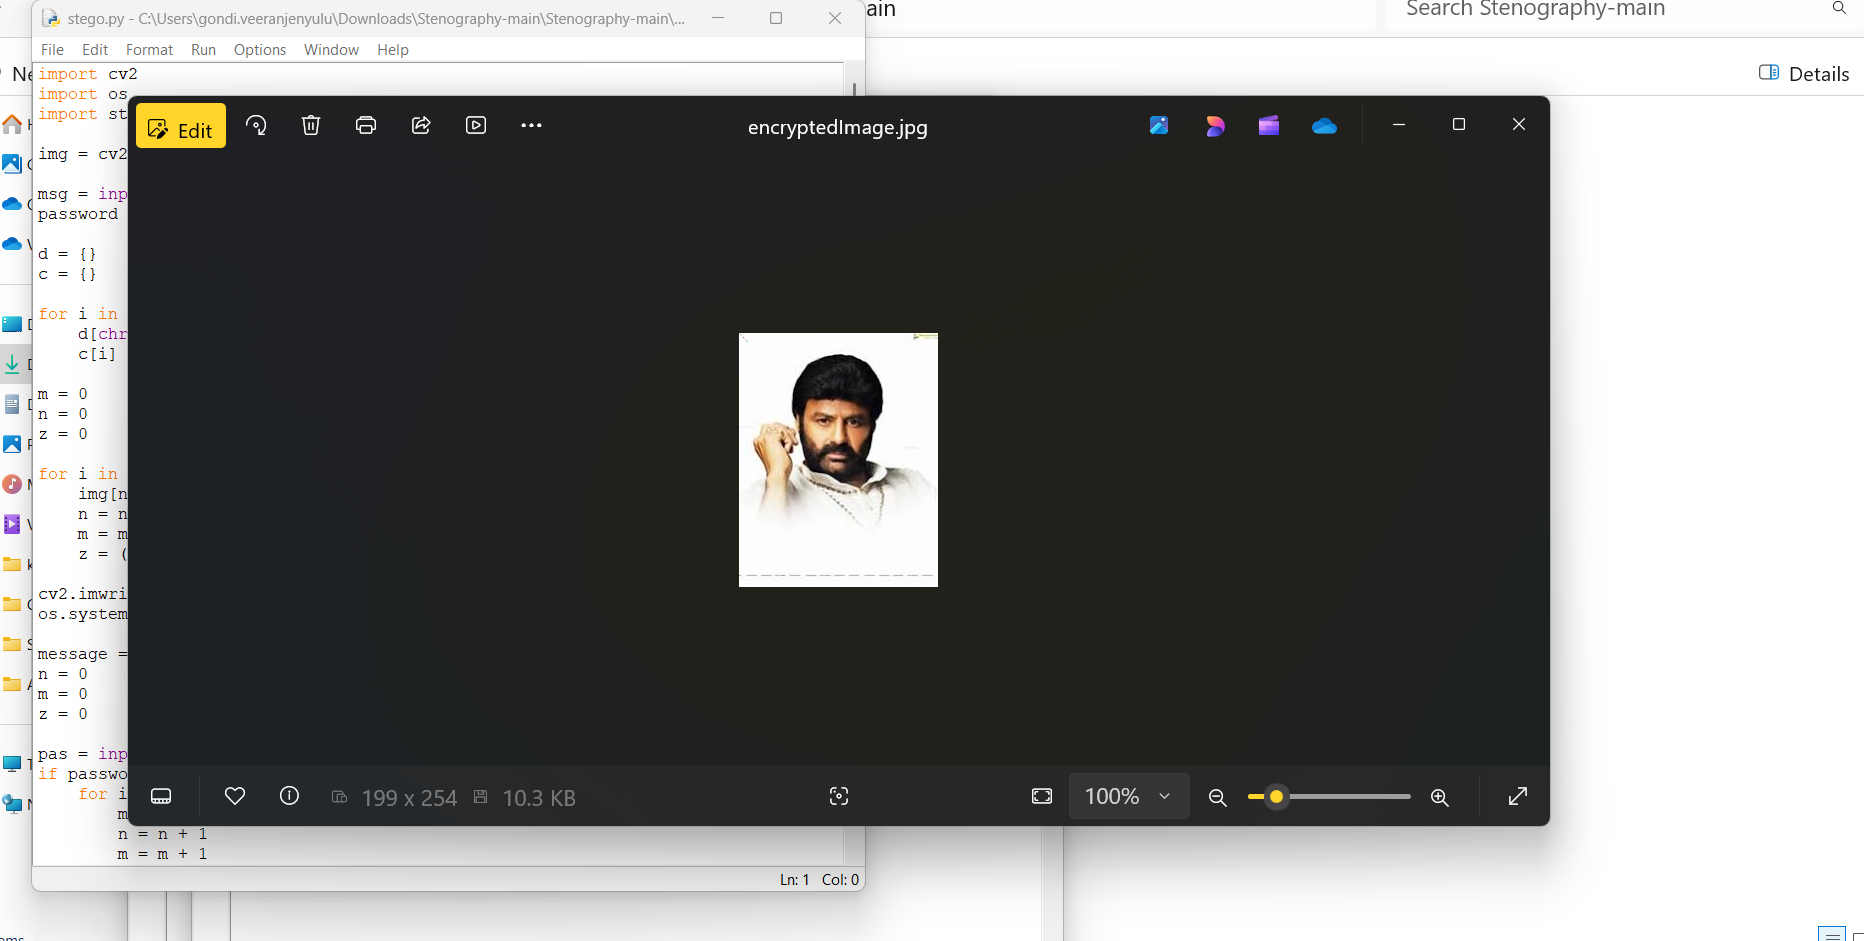 stego.py - C:\Users\gondi.veeranjenyulu\Downloads\Stenography-main\Stenography-main\...
ain
Search Stenography-main
File Edit Format Run Options Window Help
Ne
Details
import cv2
import os
import st
Edit
encryptedImage.jpg
img = cv2
msg = inp
password
d = {}
c = {}
for i in
d[chr
c[i]
m = 0
n = 0
z = 0
for i in
img[n
n = n
m = m
z = (
cv2.imwri
os.system
message =
n = 0
m = 0
z = 0
pas = inp
if passwo
for i
m
n = n + 1
m = m + 1
199 x 254 10.3 KB
100%
Ln: 1 Col: 0